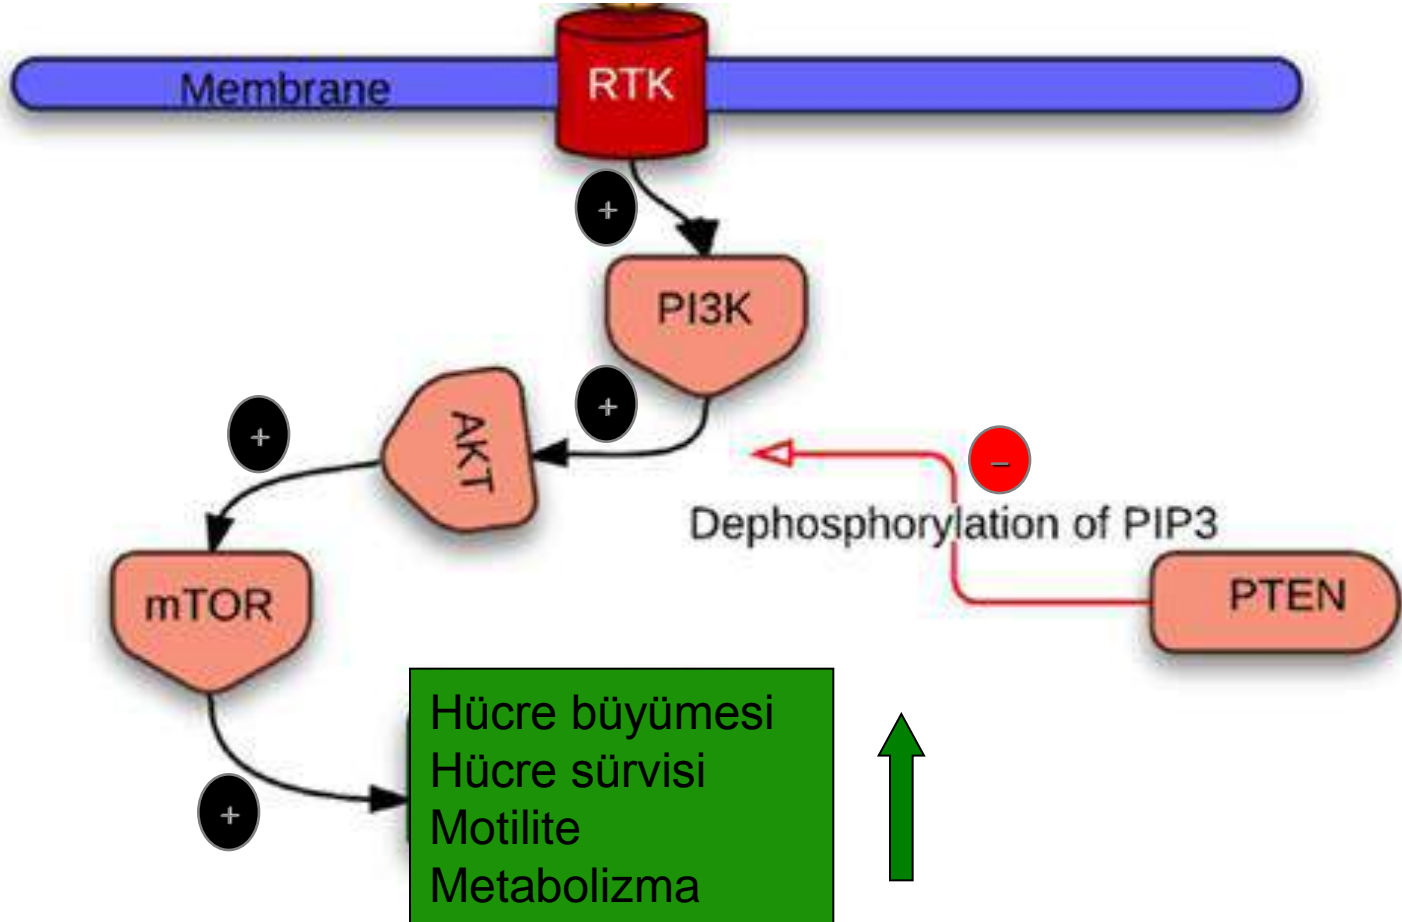 Membrane
RTK
+
PI3K
+
AKT
+
–
Dephosphorylation of PIP3
PTEN
mTOR
+
Hücre büyümesi
Hücre sürvisi
Motilite
Metabolizma